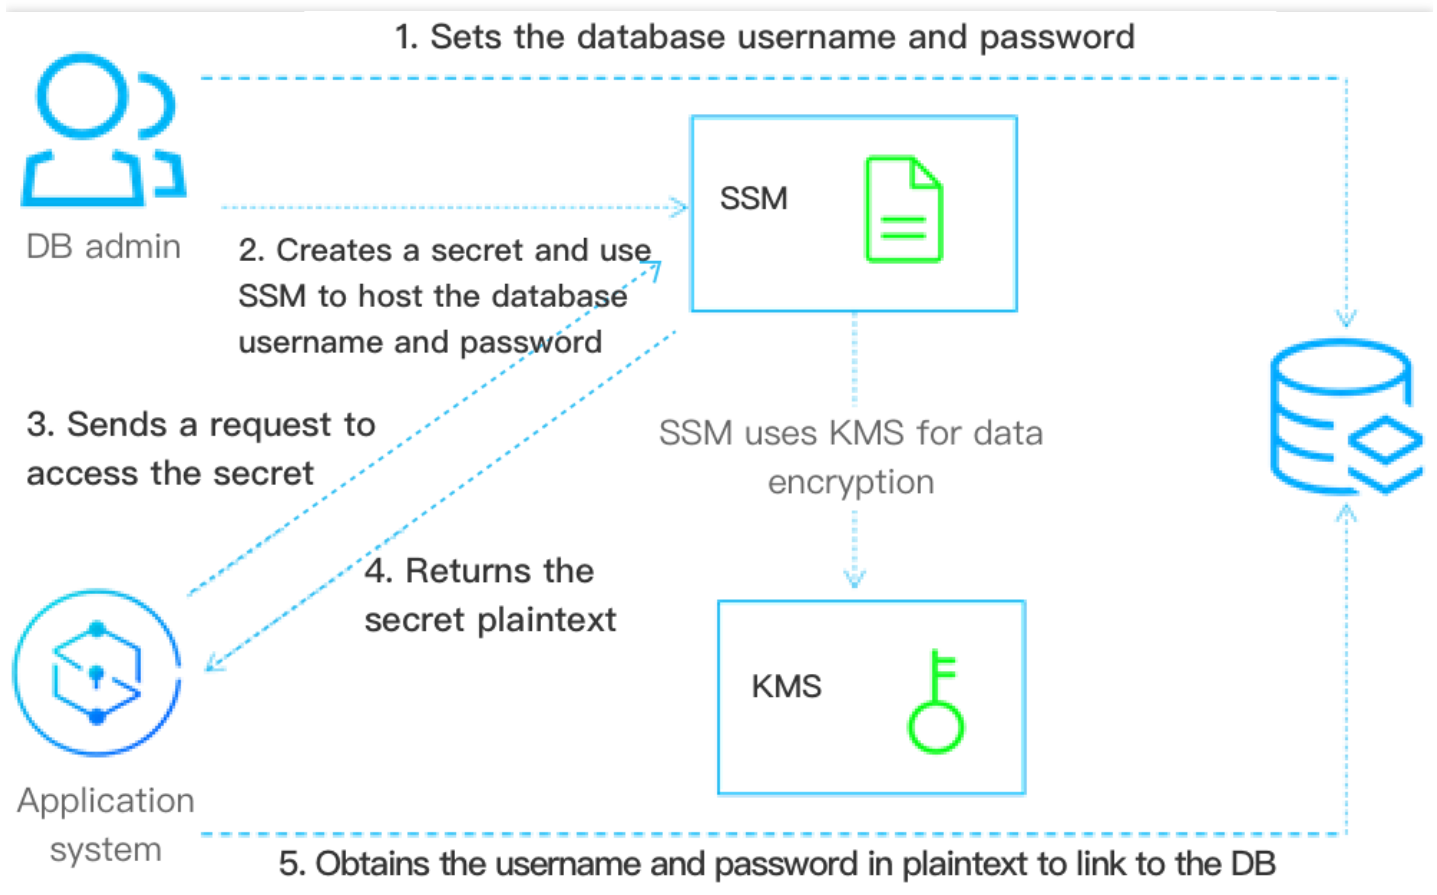 1. Sets the database username and password
SSM
DB admin
2. Creates a secret and use
SSM to host the database
username and password
3. Sends a request to
access the secret
SSM uses KMS for data
encryption
4. Returns the
secret plaintext
KMS
Application
system
5. Obtains the username and password in plaintext to link to the DB